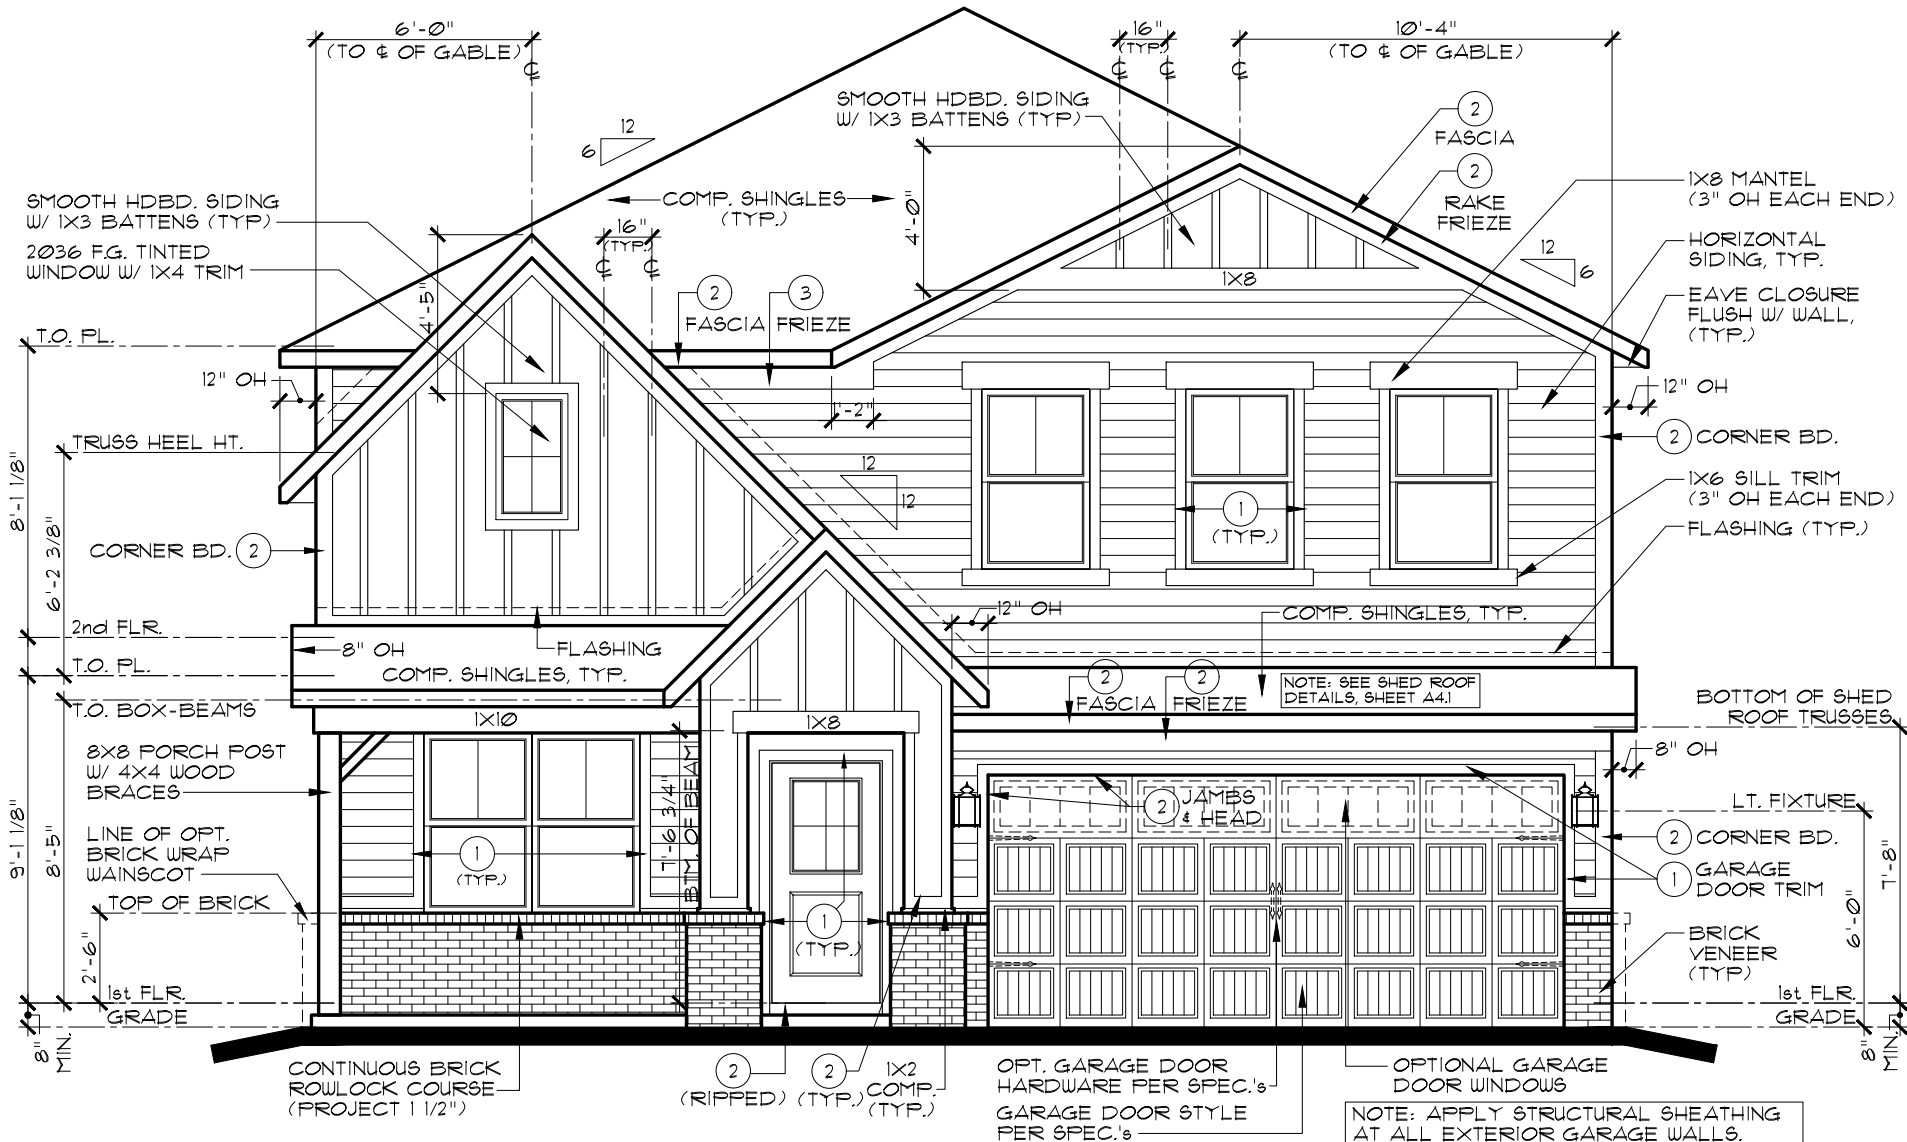 6'-0"
(TO ℄ OF GABLE)
℄
16"
(TYP.)
℄
℄
10'-4"
(TO ℄ OF GABLE)
℄
SMOOTH HDBD. SIDING
W/ 1X3 BATTENS (TYP)
2
FASCIA
2
RAKE
FRIEZE
12
6
COMP. SHINGLES
(TYP.)
4'-0"
1X8 MANTEL
(3" OH EACH END)
SMOOTH HDBD. SIDING
W/ 1X3 BATTENS (TYP)
2036 F.G. TINTED
WINDOW W/ 1X4 TRIM
16"
(TYP.)
℄
℄
HORIZONTAL
SIDING, TYP.
12
6
1X8
4'-5"
2
FASCIA
3
FRIEZE
EAVE CLOSURE
FLUSH W/ WALL,
(TYP.)
T.O. PL.
12" OH
1'-2"
12" OH
TRUSS HEEL HT.
2
CORNER BD.
8'-1 1/8"
6'-2 3/8"
12
12
1X6 SILL TRIM
(3" OH EACH END)
1
(TYP.)
FLASHING (TYP.)
CORNER BD.
2
12" OH
COMP. SHINGLES, TYP.
2nd FLR.
8" OH
FLASHING
T.O. PL.
COMP. SHINGLES, TYP.
2
FASCIA
2
FRIEZE
NOTE: SEE SHED ROOF
DETAILS, SHEET A4.1
T.O. BOX-BEAMS
1X10
1X8
BOTTOM OF SHED
ROOF TRUSSES
8X8 PORCH POST
W/ 4X4 WOOD
BRACES
8" OH
7'-6 3/4"
BTM. OF BEAM
2
JAMBS
& HEAD
LT. FIXTURE
LINE OF OPT.
BRICK WRAP
WAINSCOT
2
CORNER BD.
9'-1 1/8"
8'-5"
1
(TYP.)
1
GARAGE
DOOR TRIM
7'-8"
6'-0"
TOP OF BRICK
1
(TYP.)
BRICK
VENEER
(TYP)
2'-6"
1st FLR.
GRADE
1st FLR.
GRADE
8"
MIN.
8"
MIN.
CONTINUOUS BRICK
ROWLOCK COURSE
(PROJECT 1 1/2")
2
(RIPPED)
2
(TYP.)
1X2
COMP.
(TYP.)
OPT. GARAGE DOOR
HARDWARE PER SPEC.'s
GARAGE DOOR STYLE
PER SPEC.'s
OPTIONAL GARAGE
DOOR WINDOWS
NOTE: APPLY STRUCTURAL SHEATHING
AT ALL EXTERIOR GARAGE WALLS.